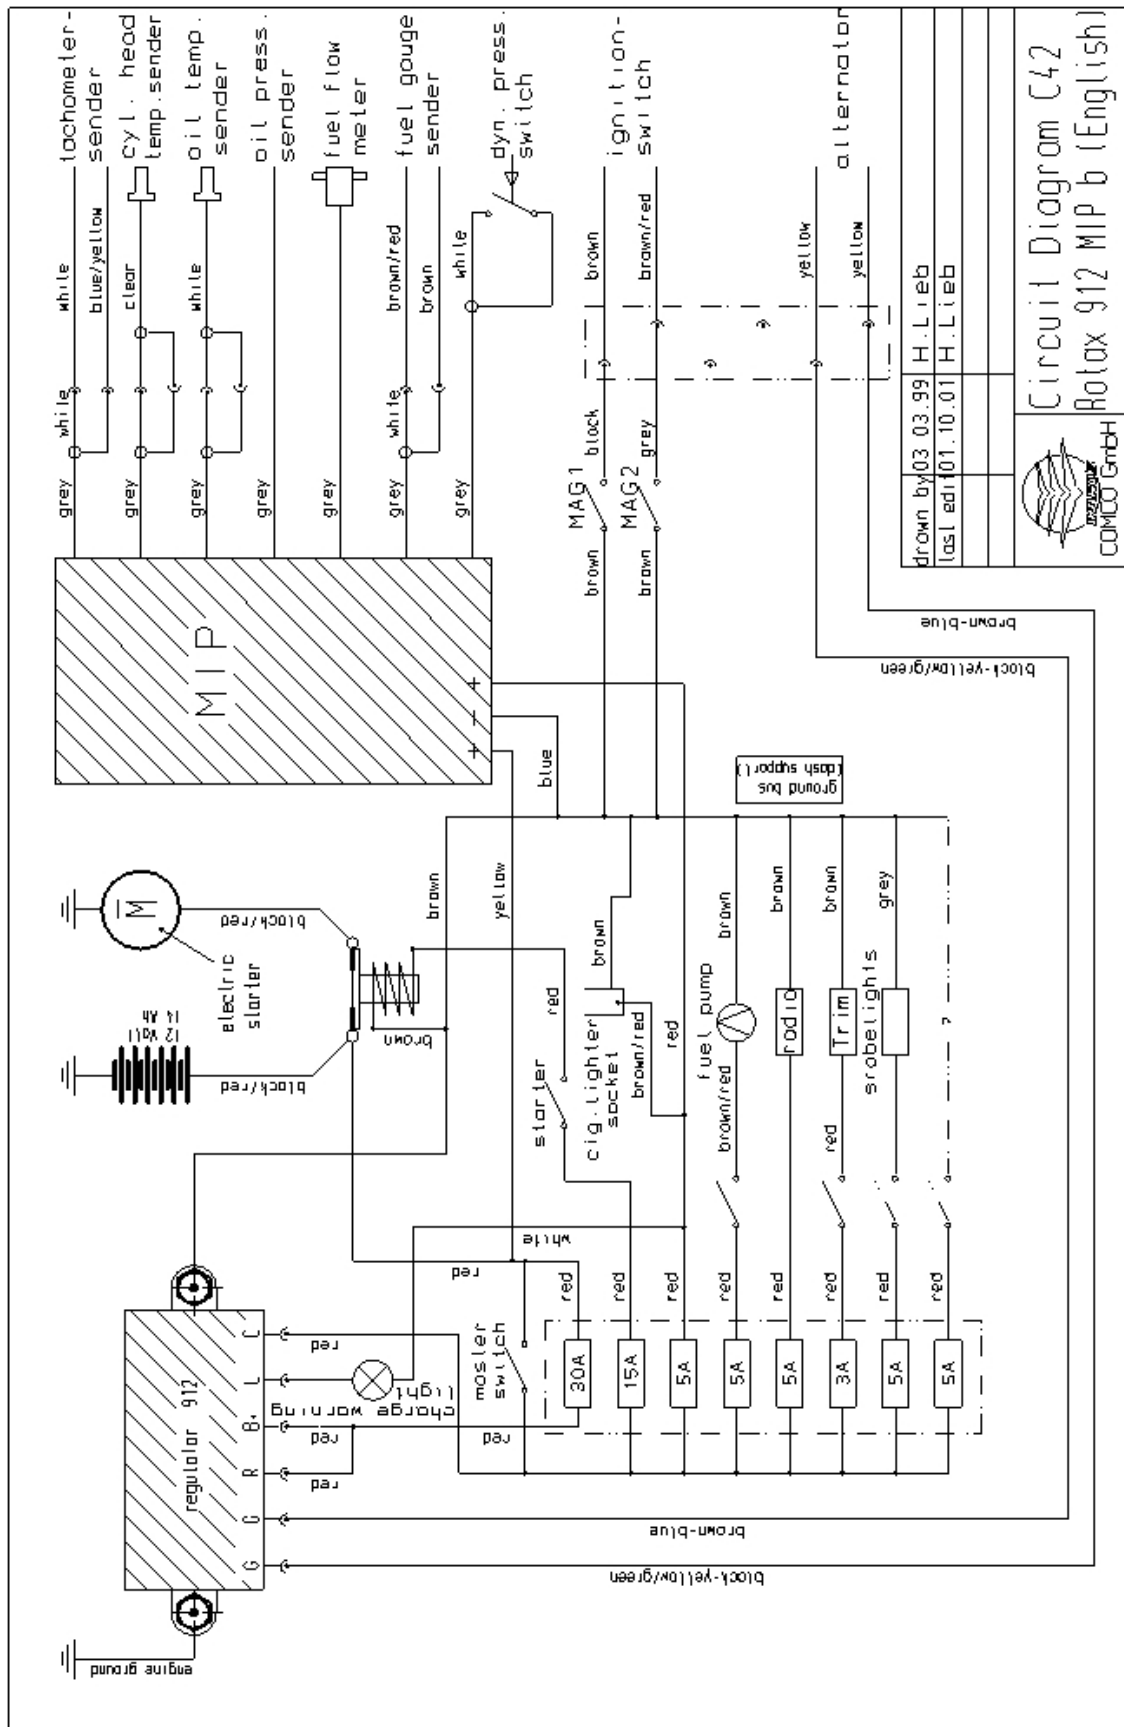 tachometer-
sender
cyl. head
temp.sender
oil temp.
sender
oil press.
sender
fuel flow
meter
fuel gouge
sender
dyn. press.
switch
ignition-
switch
alternator
white
blue/yellow
clear
white
brown/red
brown
white
brown
brown/red
yellow
yellow
white
white
grey
grey
grey
grey
grey
grey
grey
black
grey
MAG1
MAG2
brown
brown
MIP
+
-
+
blue
yellow
brown
brown-blue
black-yellow/green
ground bus
(dash support)
M
electric
starter
12 Volt
14 Ah
black/red
black/red
brown
red
starter
cig.lighter
socket
brown
brown/red
red
fuel pump
brown
brown/red
radio
brown
Trim
brown
red
srobelights
grey
?
white
red
regulator 912
C
L
B+
R
G
G
red
charge warning
light
red
red
red
master
switch
red
red
red
red
red
red
red
red
30A
15A
5A
5A
5A
3A
5A
5A
brown-blue
black-yellow/green
engine ground
drawn by 03 03.99 H.Lieb
last edit 01.10.01 H.Lieb
COMCO GmbH
Circuit Diagram C42
Rotax 912 MIP b (English)